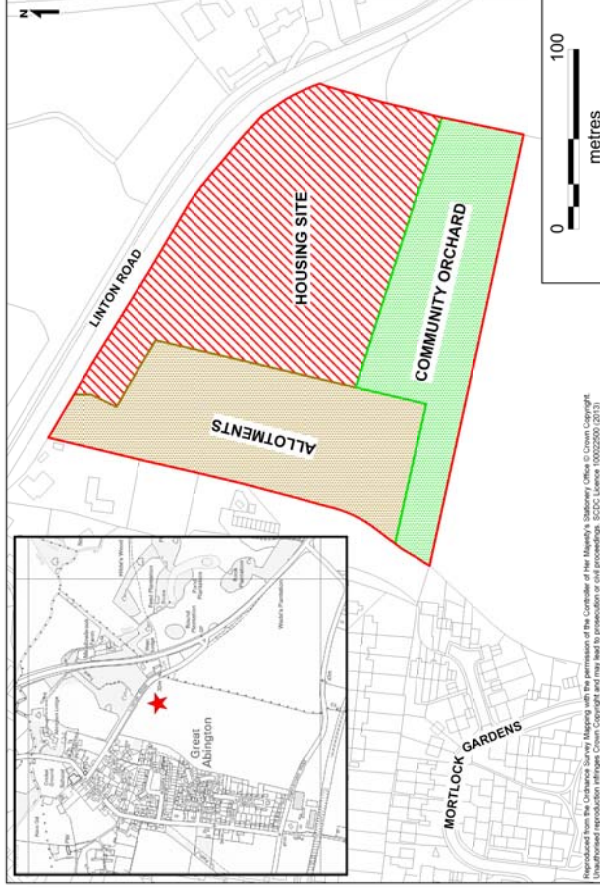 N
LINTON ROAD
HOUSING SITE
ALLOTMENTS
COMMUNITY ORCHARD
MORTLOCK GARDENS
Great
Abington
0 100
metres
Reproduced from the Ordnance Survey Mapping with the permission of the Controller of Her Majesty's Stationery Office © Crown Copyright.
Unauthorised reproduction infringes Crown Copyright and may lead to prosecution or civil proceedings. SCDC Licence 100022500 (2013)